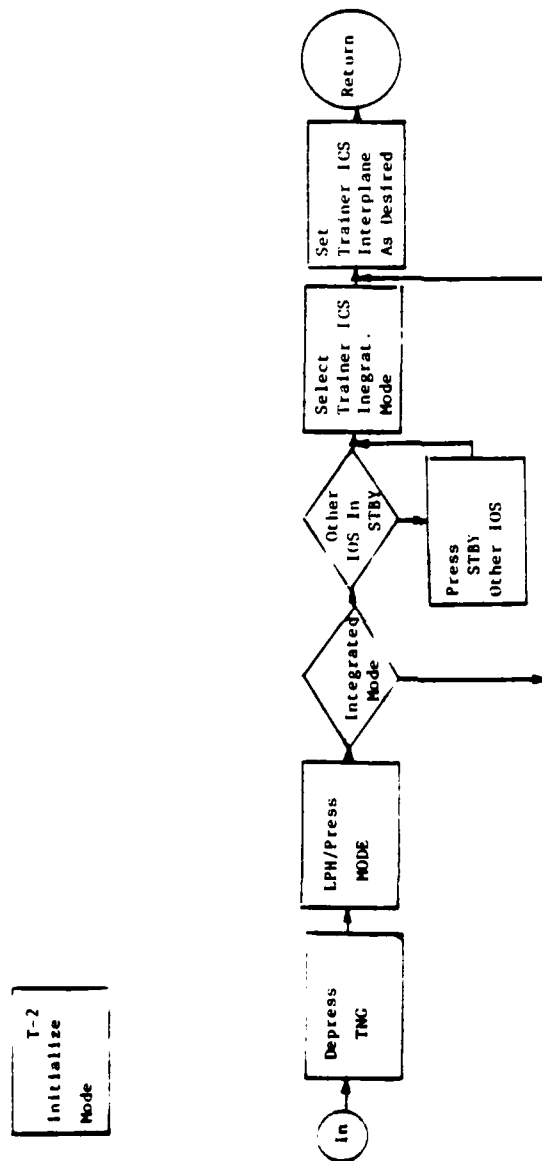 T-2
initialize
Mode
In
Depress
TNG
LPM/Press
MODE
Integrated
Mode
Other
IOS In
STBY
Press
STBY
Other IOS
Select
Trainer ICS
Inegrat.
Mode
Set
Trainer ICS
Interplane
As Desired
Return